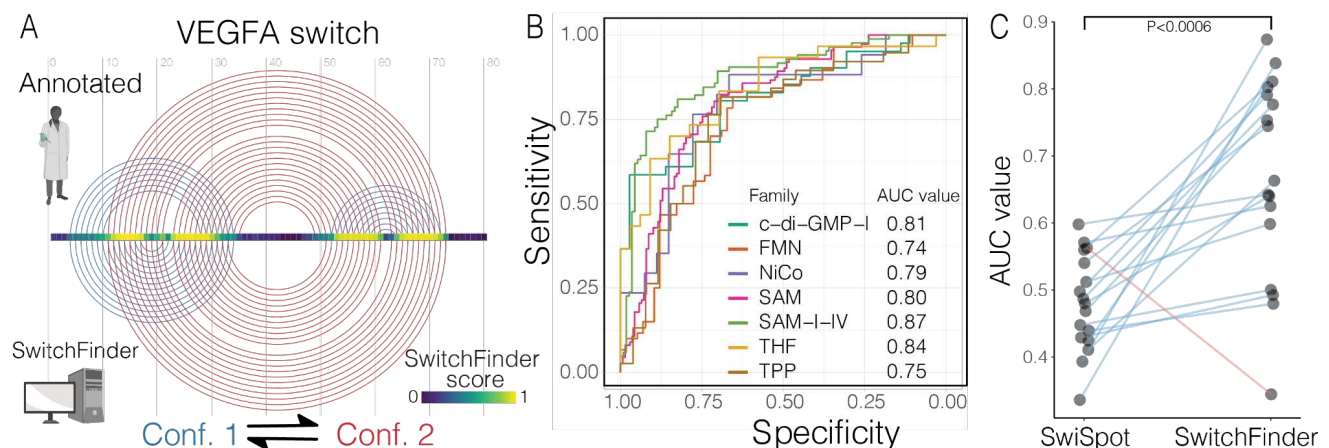 A
VEGFA switch
0 10 20 30 40 50 60 70 80
Annotated
SwitchFinder
SwitchFinder
score
0 1
Conf. 1 Conf. 2
B
Sensitivity
1.00
0.75
0.50
0.25
0.00
Family AUC value
c-di-GMP-I 0.81
FMN 0.74
NiCo 0.79
SAM 0.80
SAM-I-IV 0.87
THF 0.84
TPP 0.75
1.00 0.75 0.50 0.25 0.00
Specificity
C
P<0.0006
AUC value
0.9
0.8
0.7
0.6
0.5
0.4
SwiSpot SwitchFinder